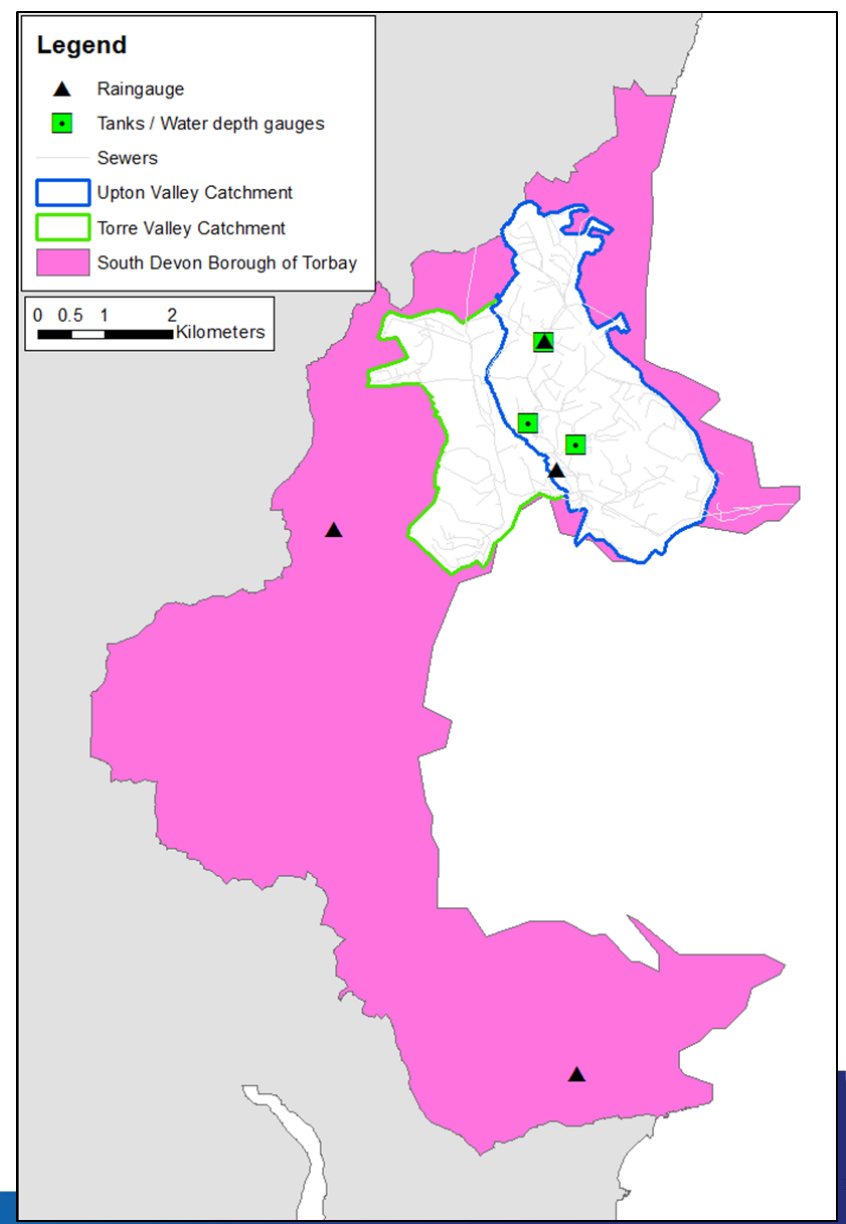 Legend
Raingauge
Tanks / Water depth gauges
Sewers
Upton Valley Catchment
Torre Valley Catchment
South Devon Borough of Torbay
0 0.5 1 2
Kilometers